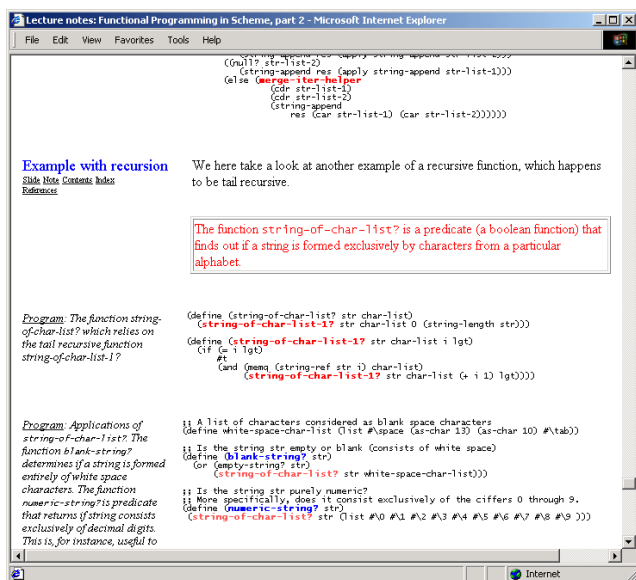 Lecture notes: Functional Programming in Scheme, part 2 - Microsoft Internet Explorer
File Edit View Favorites Tools Help
(string-append res (apply string-append str-list-2)))
((null? str-list-2)
(string-append res (apply string-append str-list-1)))
(else (merge-iter-helper
(cdr str-list-1)
(cdr str-list-2)
(string-append
res (car str-list-1) (car str-list-2))))))
Example with recursion
Slide Note Contents Index
References
We here take a look at another example of a recursive function, which happens
to be tail recursive.
The function string-of-char-list? is a predicate (a boolean function) that
finds out if a string is formed exclusively by characters from a particular
alphabet.
Program: The function string-
of-char-list? which relies on
the tail recursive function
string-of-char-list-1?
(define (string-of-char-list? str char-list)
(string-of-char-list-1? str char-list 0 (string-length str)))
(define (string-of-char-list-1? str char-list i lgt)
(if (= i lgt)
#t
(and (memq (string-ref str i) char-list)
(string-of-char-list-1? str char-list (+ i 1) lgt))))
Program: Applications of
string-of-char-list?. The
function blank-string?
determines if a string is formed
entirely of white space
characters. The function
numeric-string? is predicate
that returns if string consists
exclusively of decimal digits.
This is, for instance, useful to
;; A list of characters considered as blank space characters
(define white-space-char-list (list #\space (as-char 13) (as-char 10) #\tab))
;; Is the string str empty or blank (consists of white space)
(define (blank-string? str)
(or (empty-string? str)
(string-of-char-list? str white-space-char-list)))
;; Is the string str purely numeric?
;; More specifically, does it consist exclusively of the ciffers 0 through 9.
(define (numeric-string? str)
(string-of-char-list? str (list #\0 #\1 #\2 #\3 #\4 #\5 #\6 #\7 #\8 #\9 )))
Internet